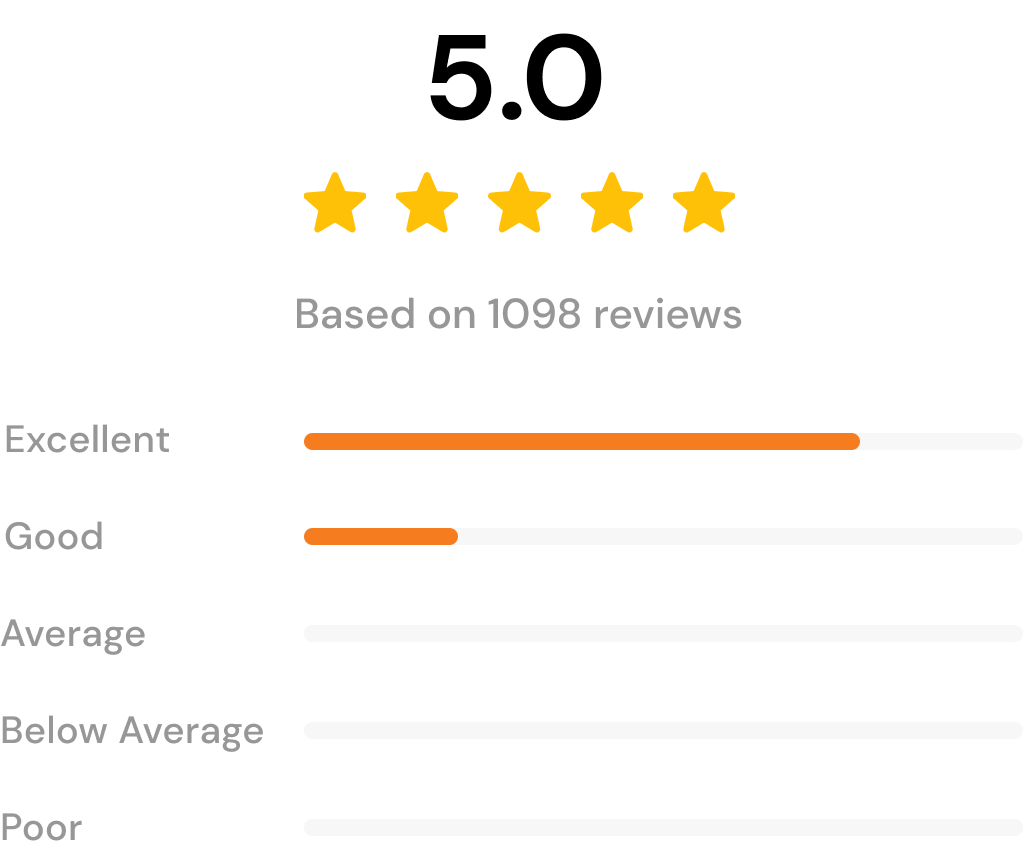 5.0
Based on 1098 reviews
Excellent
Good
Average
Below Average
Poor